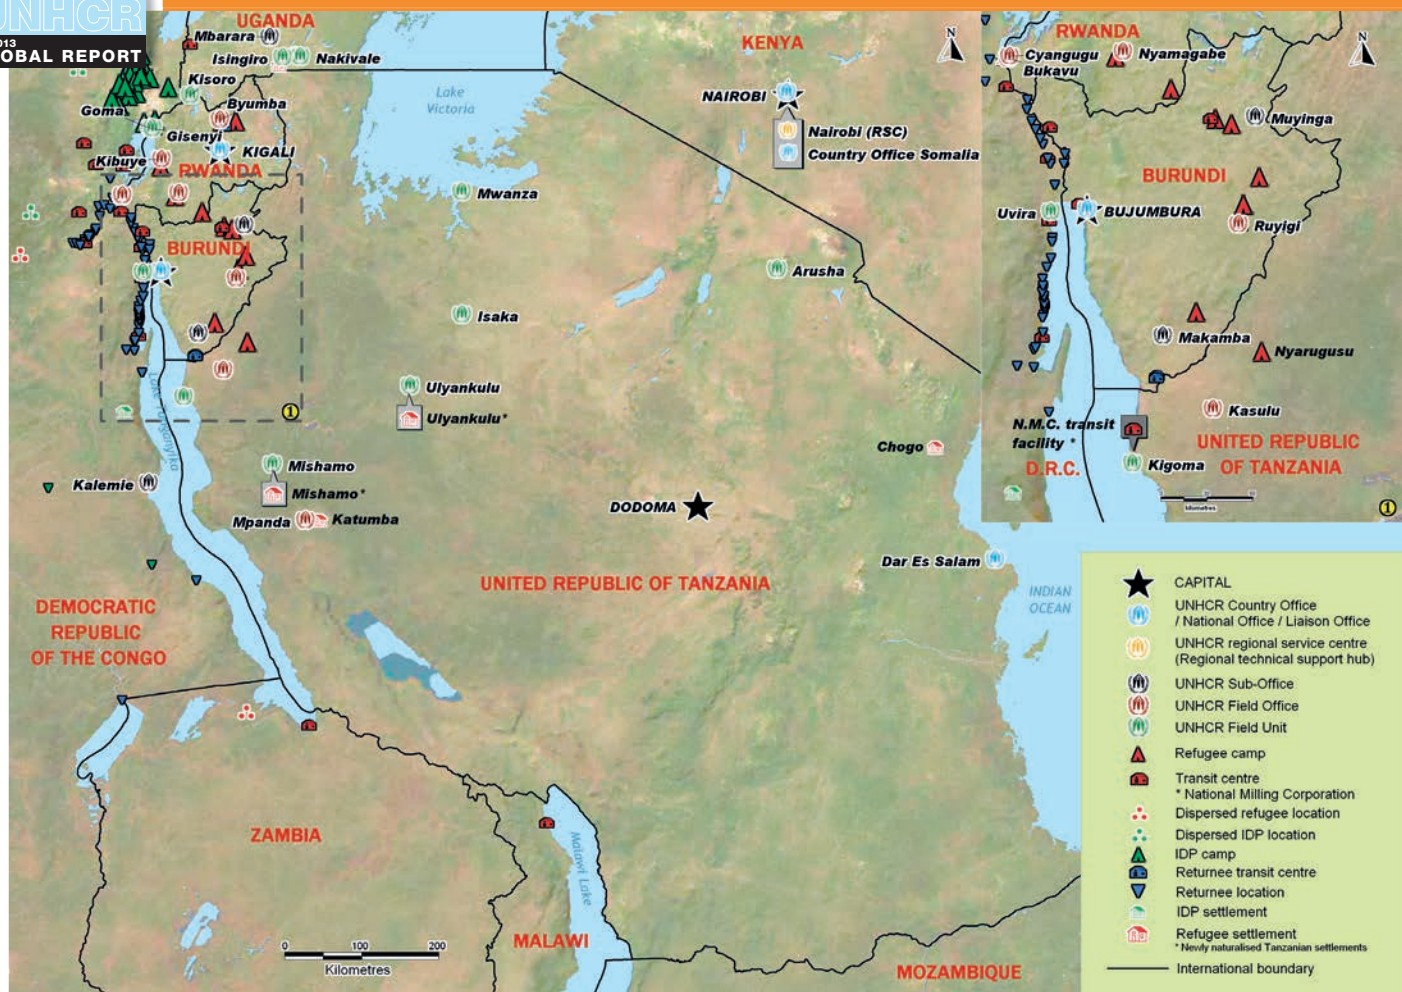 UNHCR
2013
GLOBAL REPORT
UGANDA
Mbarara
Isingiro
Nakivale
Kisoro
Goma
Byumba
Gisenyi
KIGALI
Kibuye
RWANDA
BURUNDI
Lake
Victoria
KENYA
N
NAIROBI
Nairobi (RSC)
Country Office Somalia
Mwanza
Arusha
Isaka
Ulyankulu
Ulyankulu*
1
Lake Tanganyika
Mishamo
Mishamo*
Kalemie
Mpanda
Katumba
DODOMA
Chogo
Dar Es Salam
UNITED REPUBLIC OF TANZANIA
INDIAN
OCEAN
DEMOCRATIC
REPUBLIC
OF THE CONGO
ZAMBIA
Malawi Lake
MALAWI
MOZAMBIQUE
0 100 200
Kilometres
RWANDA
N
Cyangugu
Bukavu
Nyamagabe
Muyinga
BURUNDI
Uvira
BUJUMBURA
Ruyigi
Makamba
Nyarugusu
Kasulu
N.M.C. transit
facility *
D.R.C.
Kigoma
UNITED REPUBLIC
OF TANZANIA
kilometres
1
CAPITAL
UNHCR Country Office
/ National Office / Liaison Office
UNHCR regional service centre
(Regional technical support hub)
UNHCR Sub-Office
UNHCR Field Office
UNHCR Field Unit
Refugee camp
Transit centre
* National Milling Corporation
Dispersed refugee location
Dispersed IDP location
IDP camp
Returnee transit centre
Returnee location
IDP settlement
Refugee settlement
* Newly naturalised Tanzanian settlements
International boundary